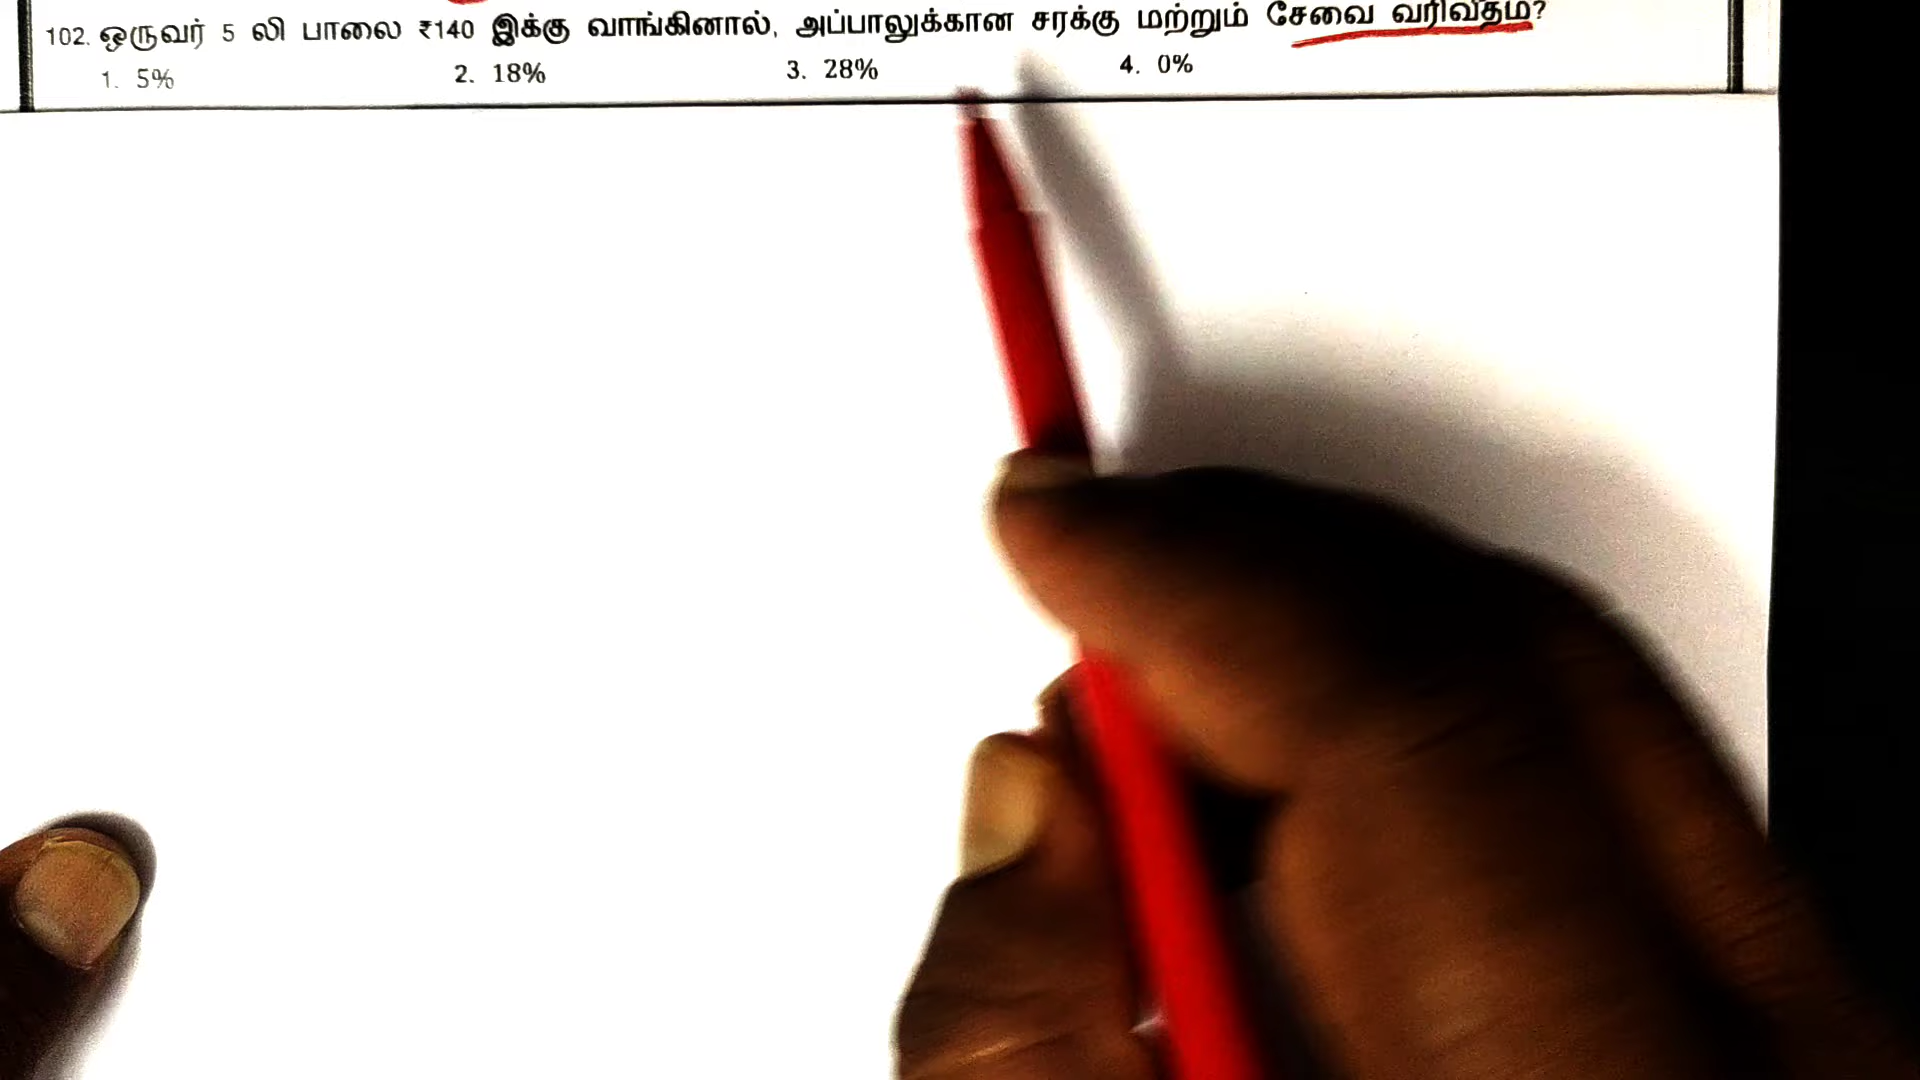 102. ஒருவர் 5 லி பாலை ₹140 இக்கு வாங்கினால், அப்பாலுக்கான சரக்கு மற்றும் சேவை வரிவீதம்?
1. 5% 2. 18% 3. 28% 4. 0%